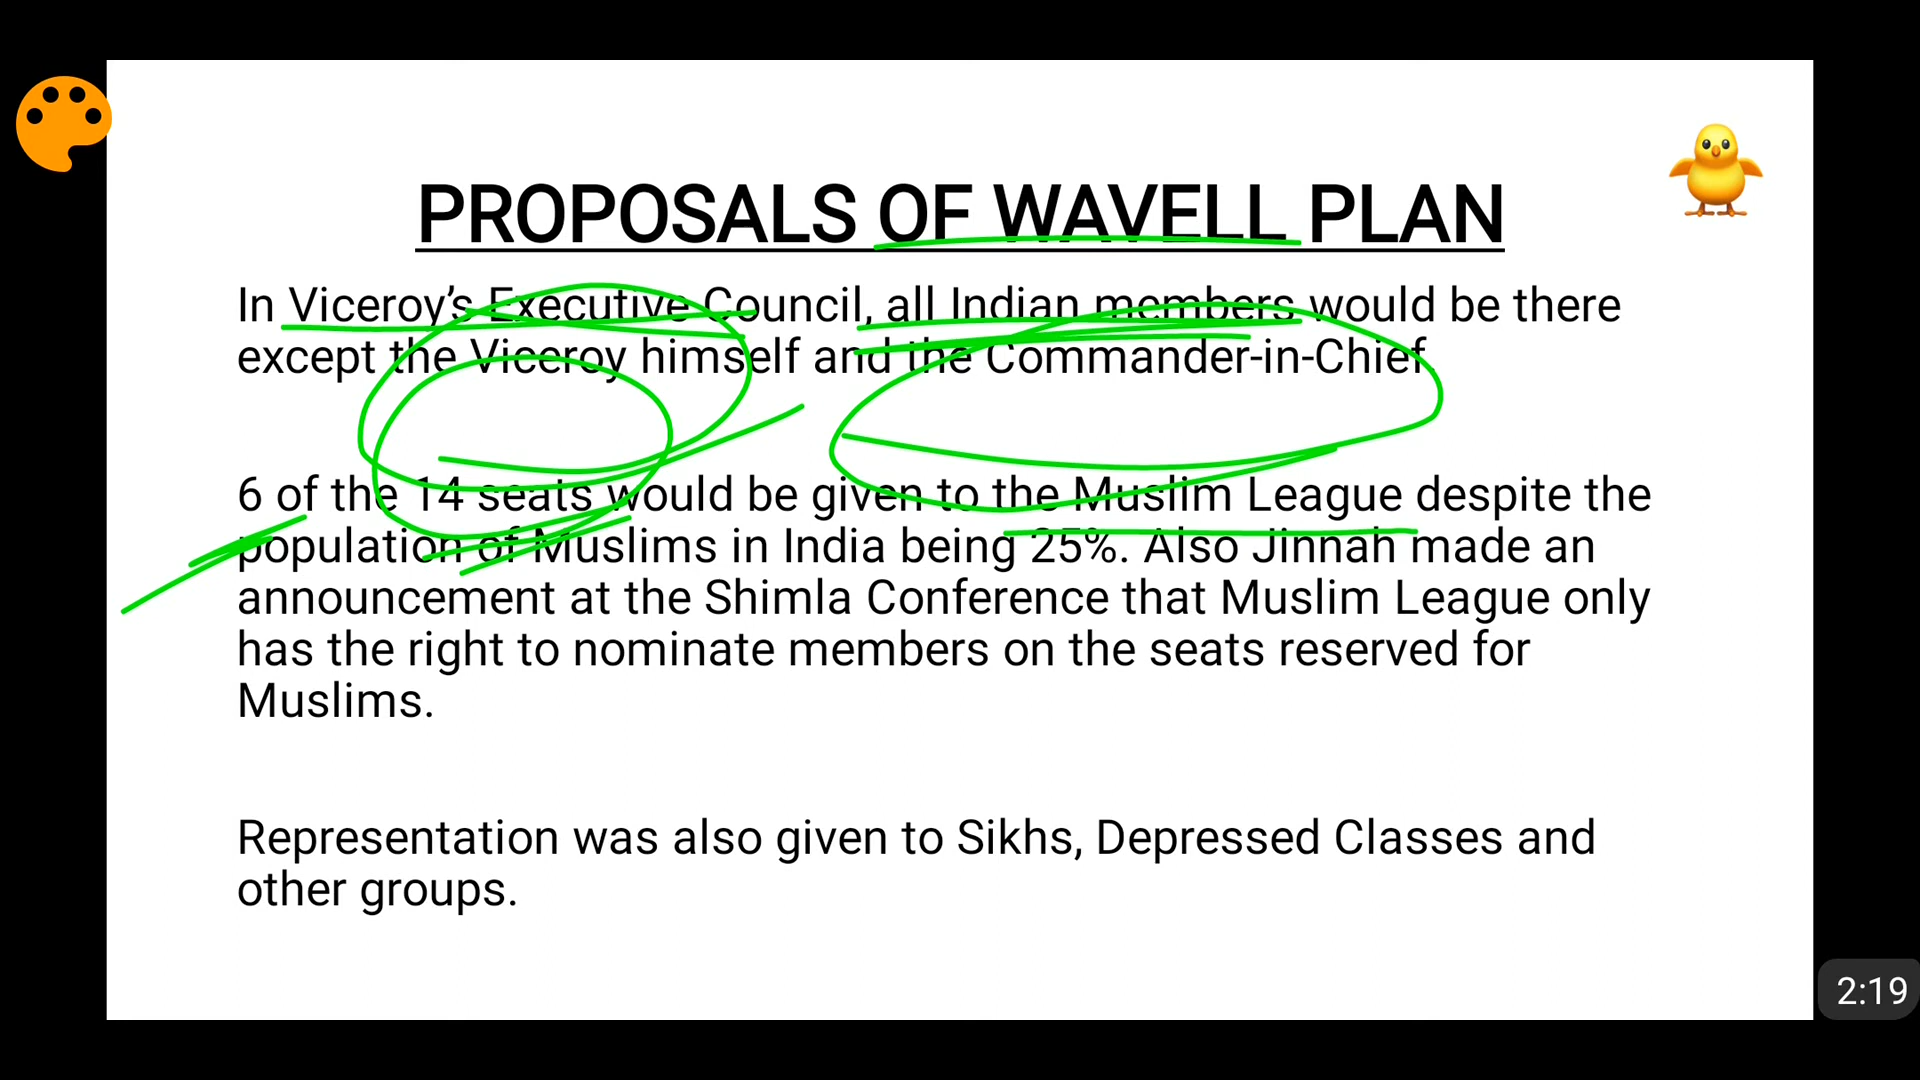 PROPOSALS OF WAVELL PLAN
In Viceroy's Executive Council, all Indian members would be there
except the Viceroy himself and the Commander-in-Chief.
6 of the 14 seats would be given to the Muslim League despite the
population of Muslims in India being 25%. Also Jinnah made an
announcement at the Shimla Conference that Muslim League only
has the right to nominate members on the seats reserved for
Muslims.
Representation was also given to Sikhs, Depressed Classes and
other groups.
2:19